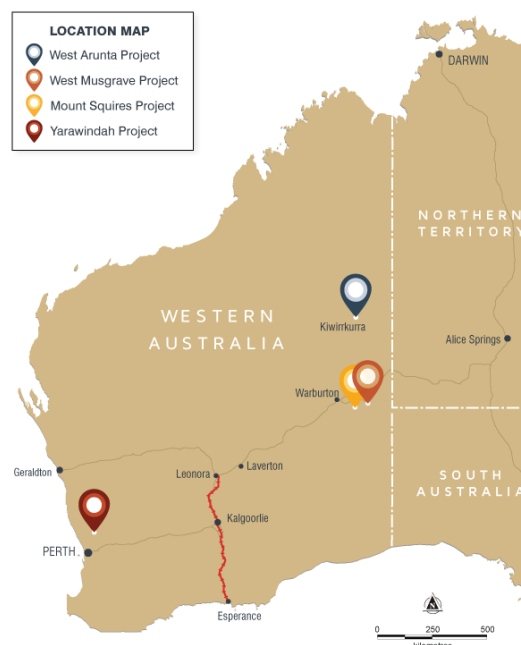 LOCATION MAP
West Arunta Project
West Musgrave Project
Mount Squires Project
Yarawindah Project
DARWIN
NORTHERN
TERRITORY
WESTERN
AUSTRALIA
Kiwirrkurra
Alice Springs
Warburton
Laverton
Leonora
Geraldton
SOUTH
AUSTRALIA
Kalgoorlie
PERTH
Esperance
N
0 250 500
kilometres